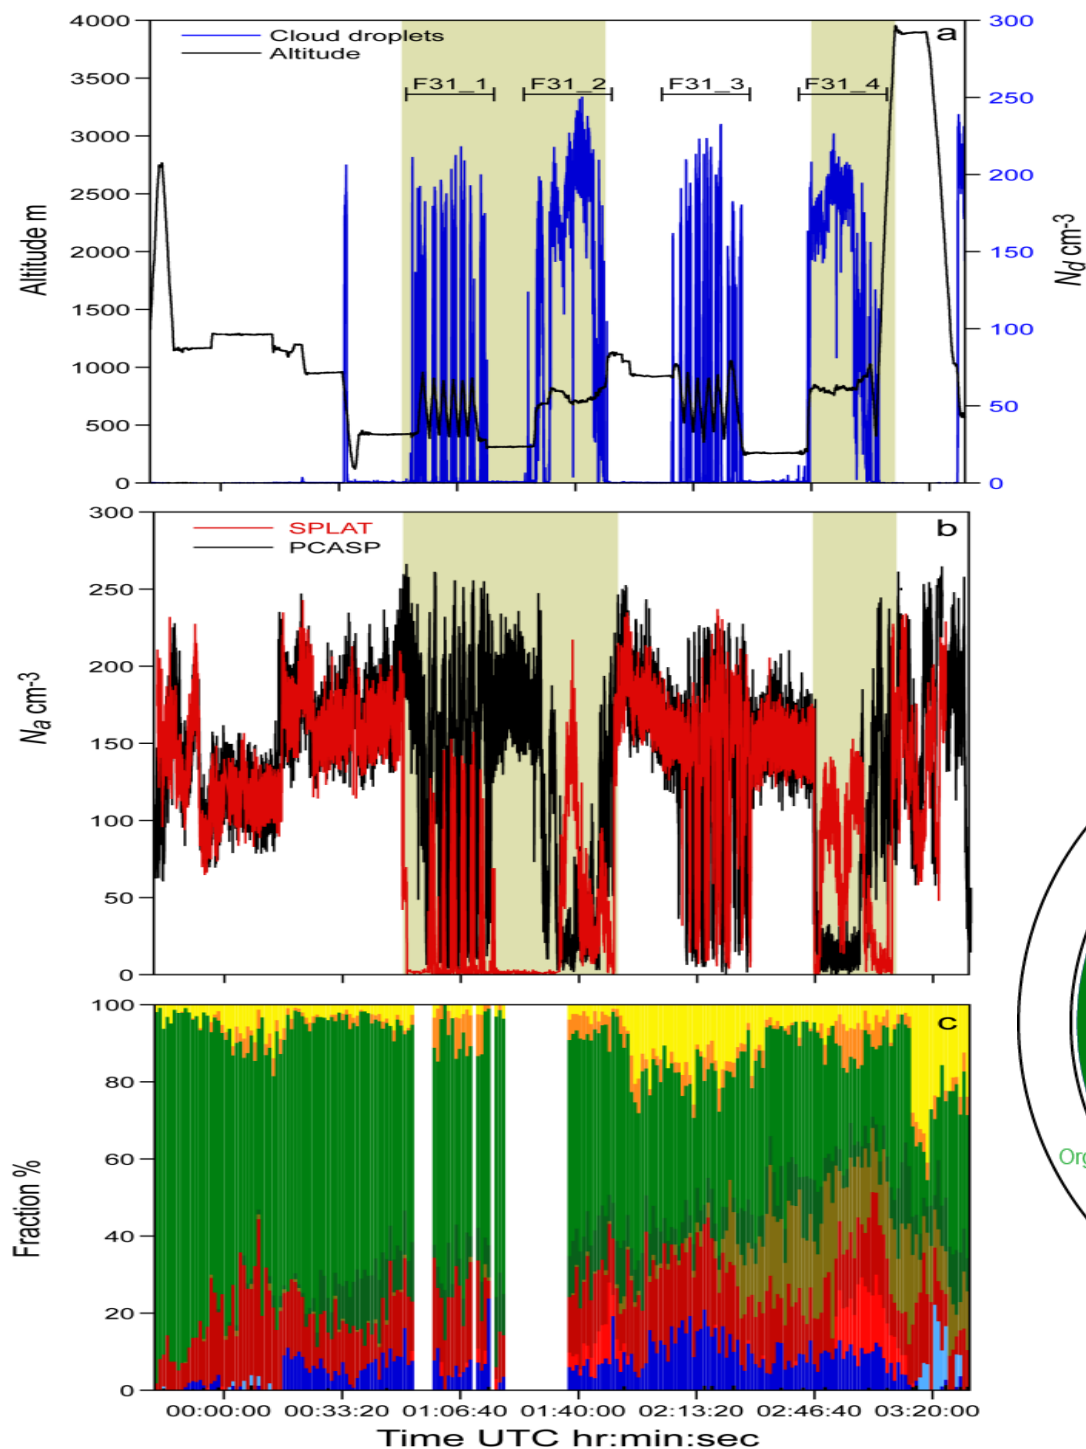 4000
300
a
Cloud droplets
Altitude
3500
F31_1
F31_2
F31_3
F31_4
250
3000
200
2500
Altitude m
2000
150
Nd cm-3
1500
100
1000
500
50
0
0
300
b
SPLAT
PCASP
250
200
Na cm-3
150
100
50
0
100
c
80
60
Org
Fraction %
40
20
0
00:00:00 00:33:20 01:06:40 01:40:00 02:13:20 02:46:40 03:20:00
Time UTC hr:min:sec